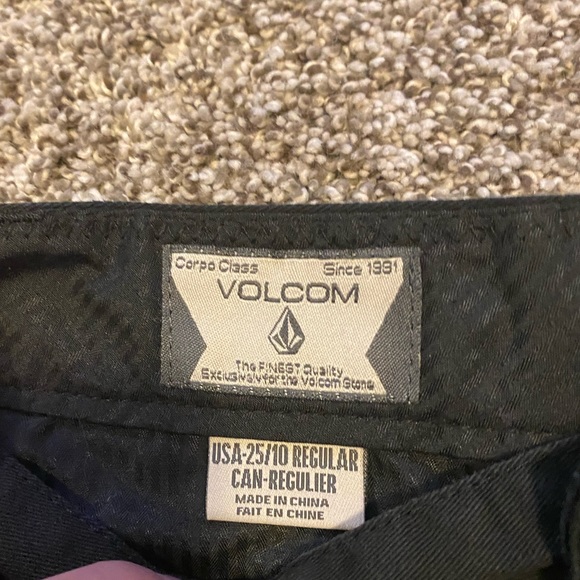 Corpo Class Since 1991
VOLCOM
The FINEST Quality
Exclusively for the Volcom Stone
USA-25/10 REGULAR
CAN-REGULIER
MADE IN CHINA
FAIT EN CHINE